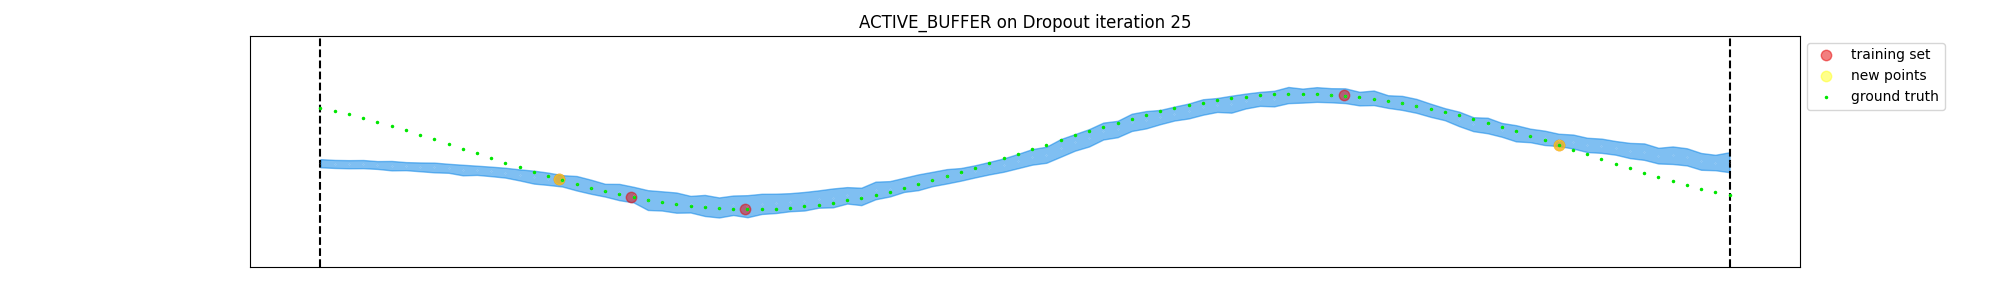 ACTIVE_BUFFER on Dropout iteration 25
training set
new points
ground truth